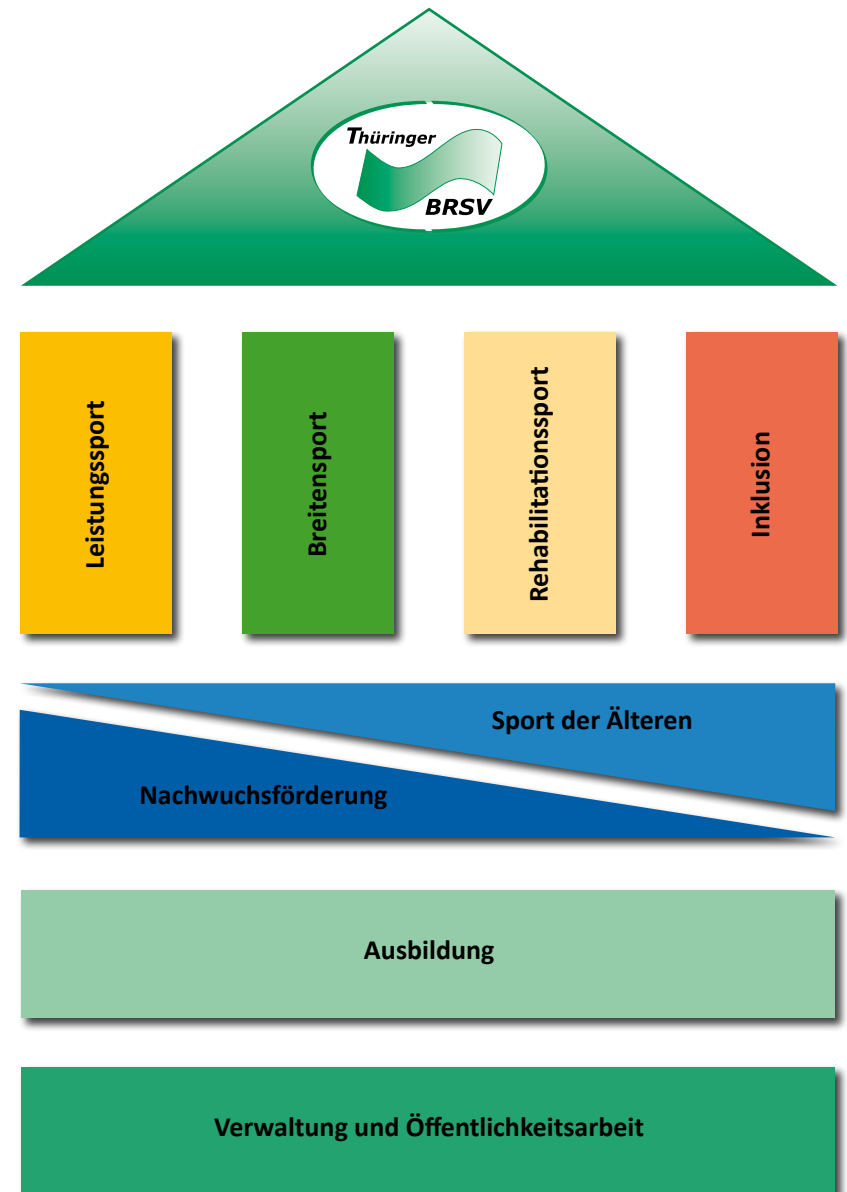 Thüringer
BRSV
Leistungssport
Breitensport
Rehabilitationssport
Inklusion
Sport der Älteren
Nachwuchsförderung
Ausbildung
Verwaltung und Öffentlichkeitsarbeit